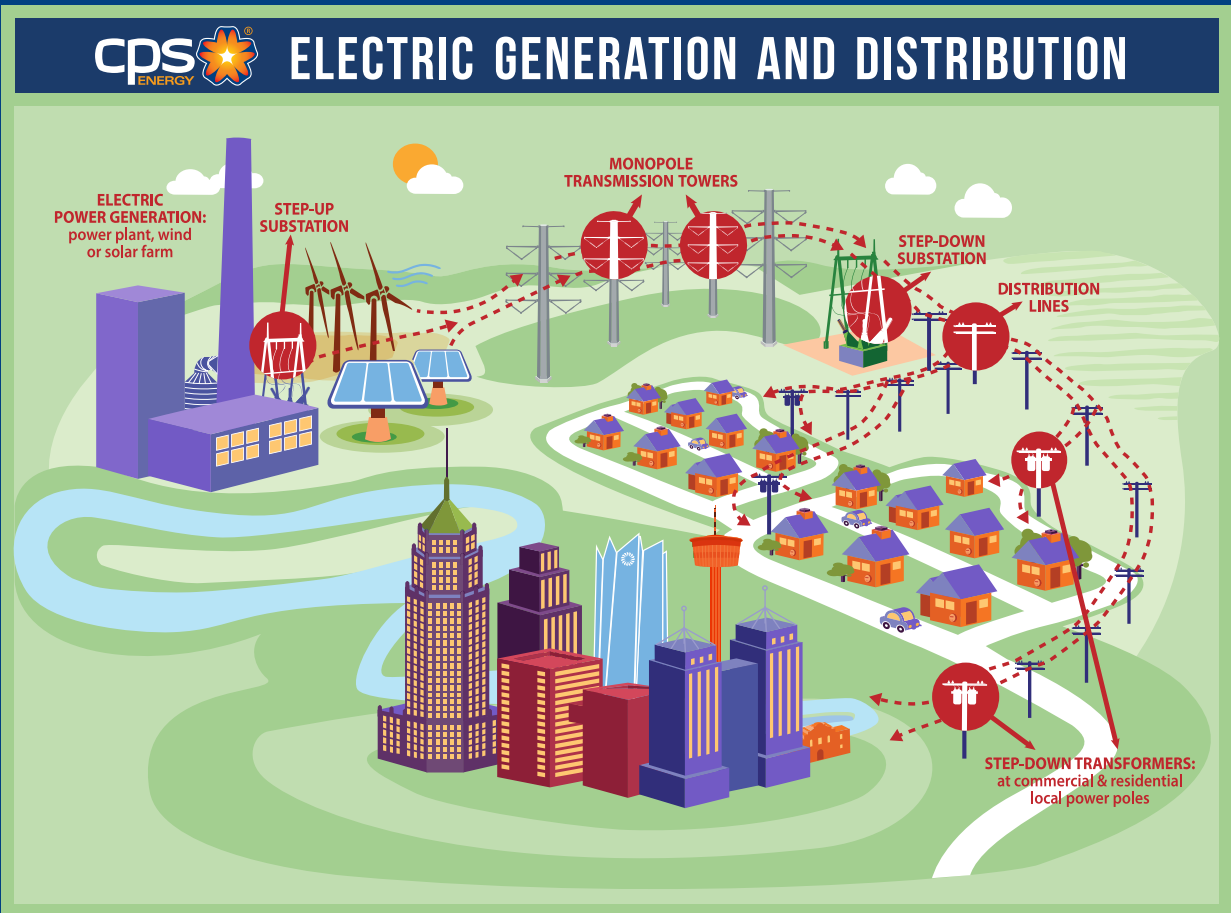 cps
ENERGY
®
ELECTRIC GENERATION AND DISTRIBUTION
MONOPOLE
TRANSMISSION TOWERS
ELECTRIC
POWER GENERATION:
power plant, wind
or solar farm
STEP-UP
SUBSTATION
STEP-DOWN
SUBSTATION
DISTRIBUTION
LINES
STEP-DOWN TRANSFORMERS:
at commercial & residential
local power poles